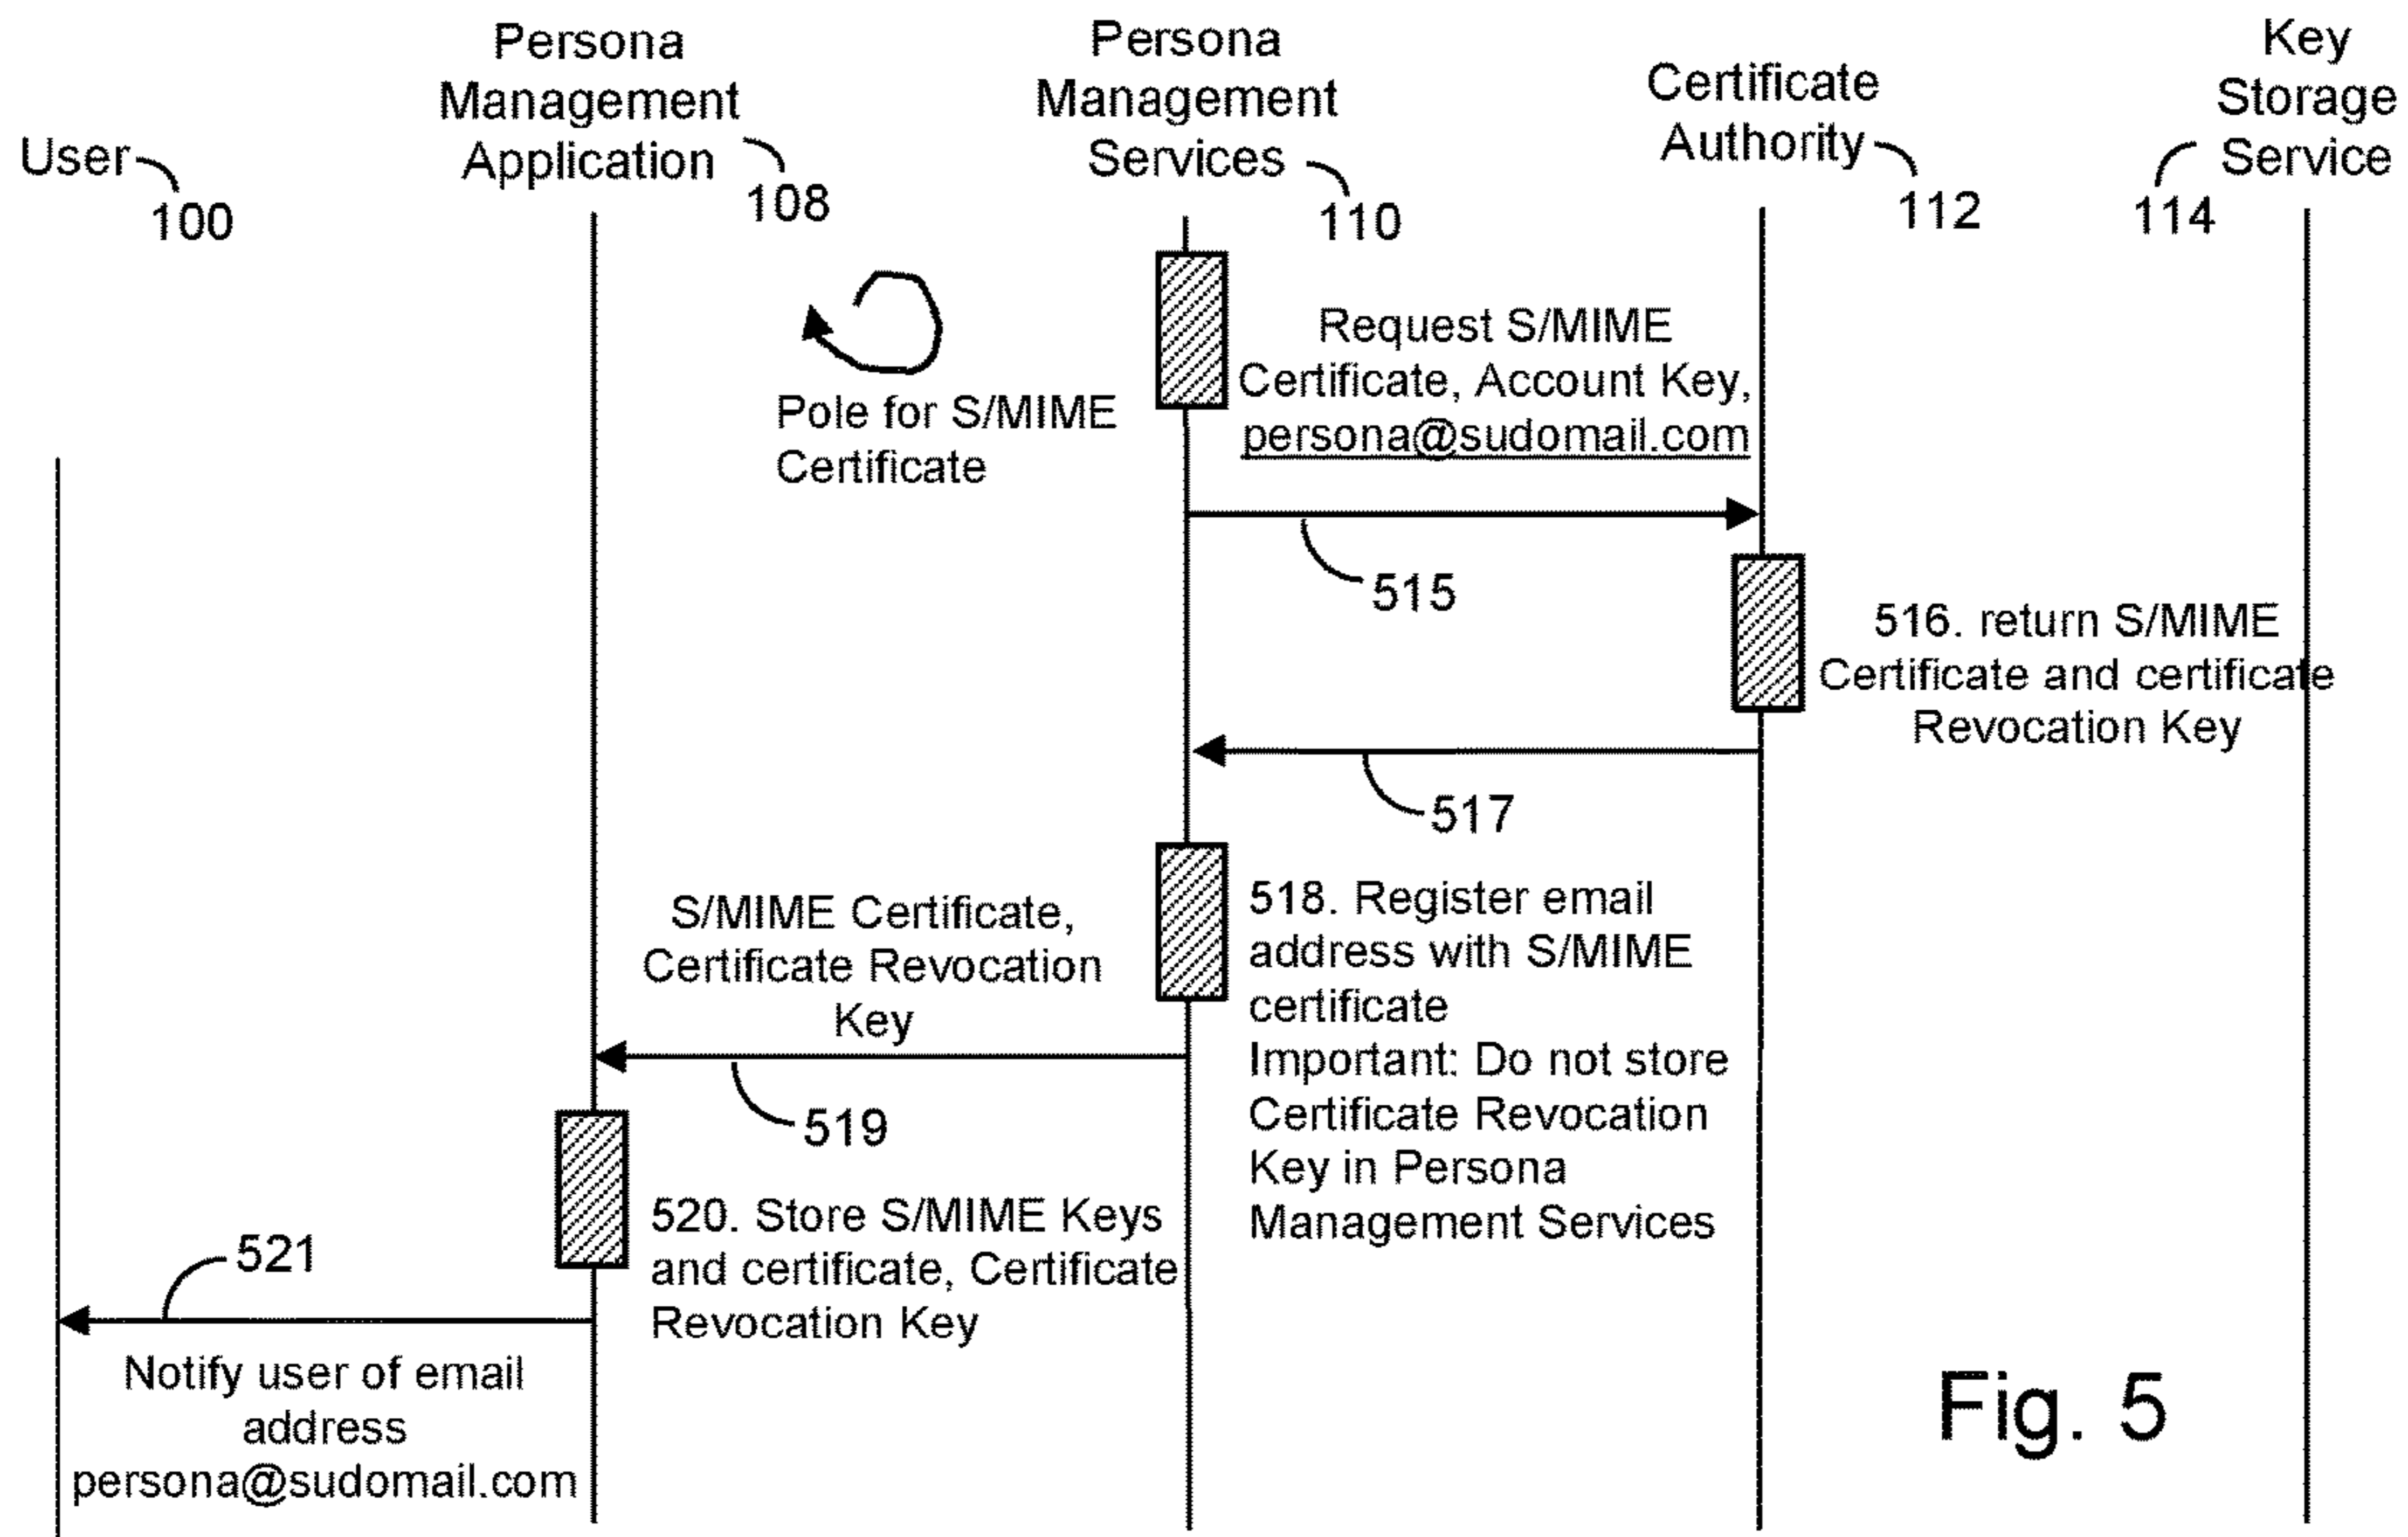 User
100
Persona
Management
Application
108
Persona
Management
Services
110
Certificate
Authority
112
Key
Storage
Service
114
Pole for S/MIME
Certificate
Request S/MIME
Certificate, Account Key,
persona@sudomail.com
515
516. return S/MIME
Certificate and certificate
Revocation Key
517
518. Register email
address with S/MIME
certificate
Important: Do not store
Certificate Revocation
Key in Persona
Management Services
S/MIME Certificate,
Certificate Revocation
Key
519
520. Store S/MIME Keys
and certificate, Certificate
Revocation Key
521
Notify user of email
address
persona@sudomail.com
Fig. 5